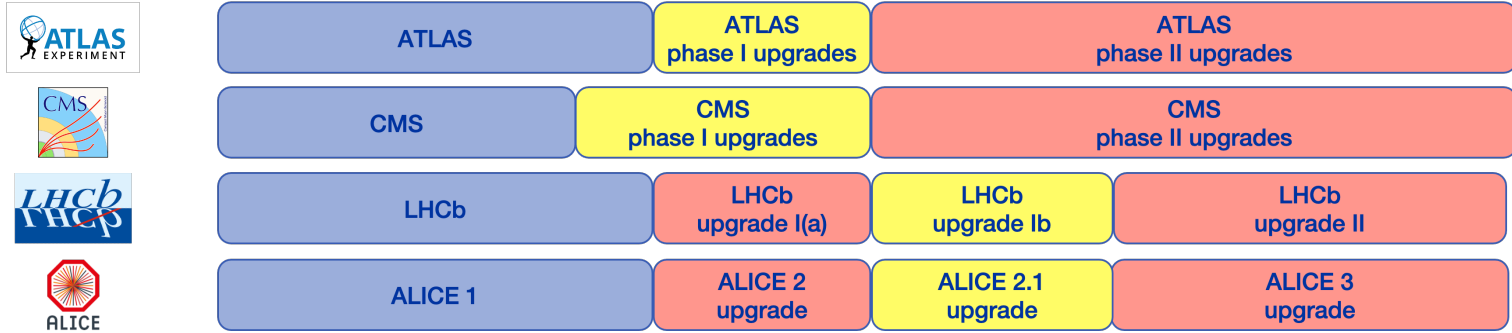 ATLAS
EXPERIMENT
ATLAS
ATLAS
phase I upgrades
ATLAS
phase II upgrades
CMS
CMS
CMS
phase I upgrades
CMS
phase II upgrades
LHCb
LHCb
LHCb
LHCb
upgrade I(a)
LHCb
upgrade Ib
LHCb
upgrade II
ALICE
ALICE 1
ALICE 2
upgrade
ALICE 2.1
upgrade
ALICE 3
upgrade